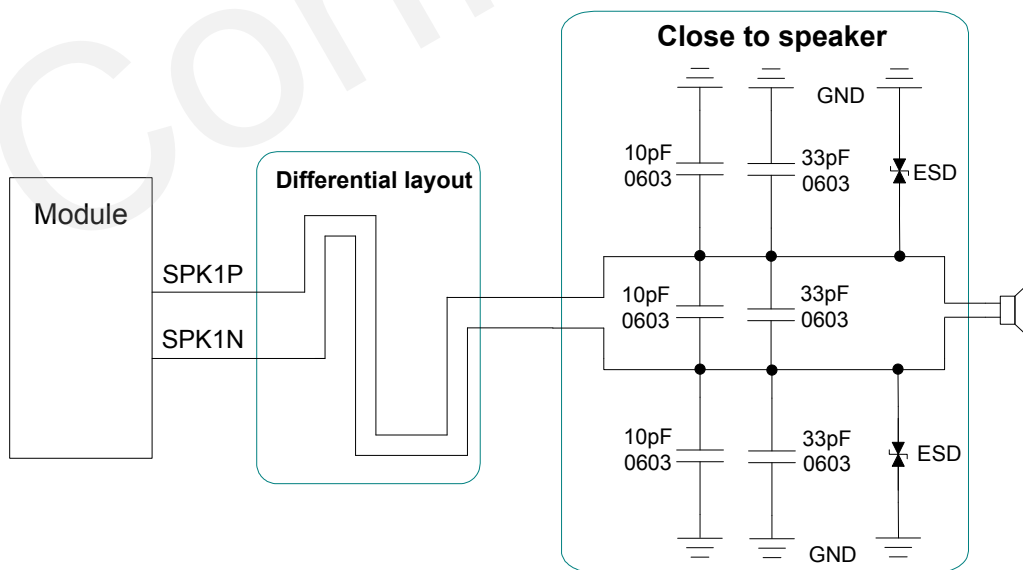 Close to speaker
GND
10pF
0603
33pF
0603
ESD
Differential layout
Module
SPK1P
SPK1N
10pF
0603
33pF
0603
10pF
0603
33pF
0603
ESD
GND